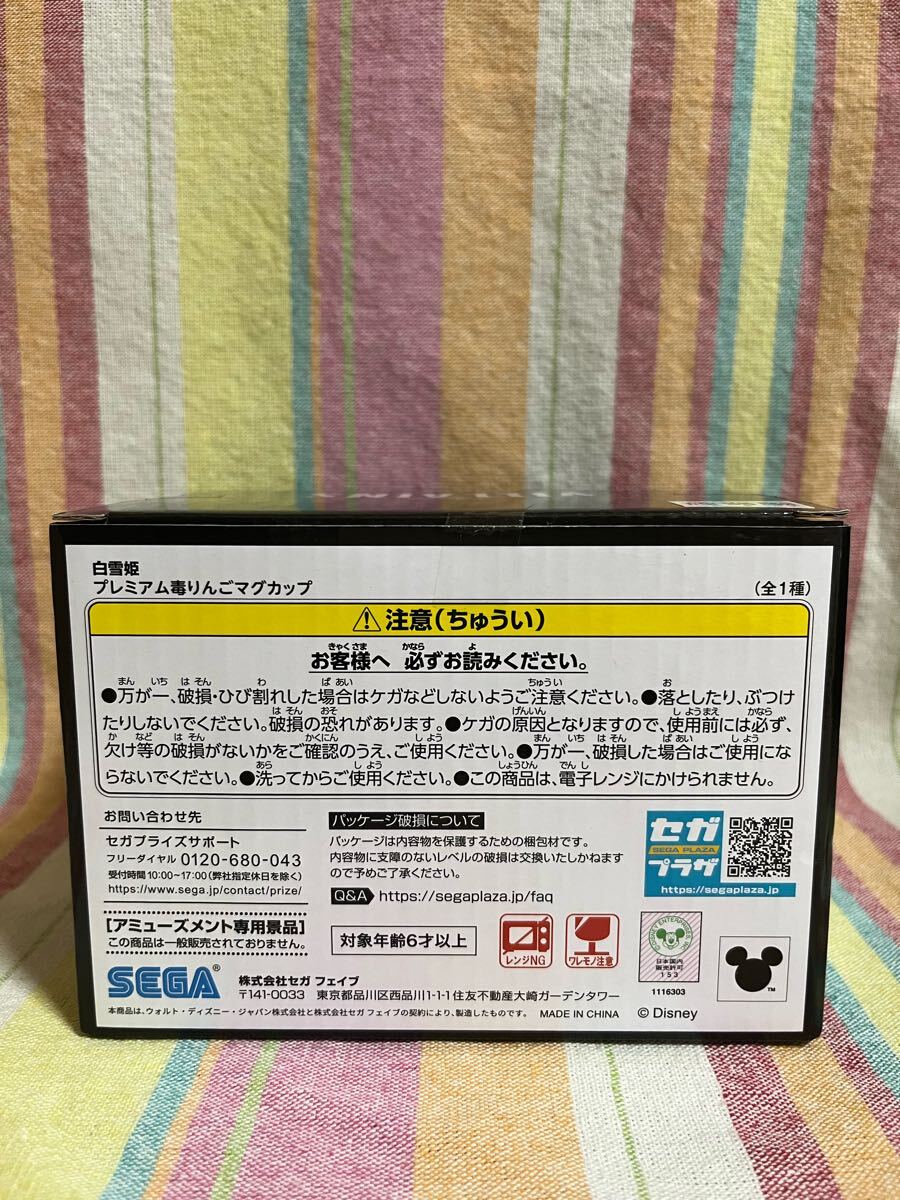 白雪姫
プレミアム毒りんごマグカップ
(全1種)
⚠注意(ちゅうい)
お客様へ 必ずお読みください。
●万が一、破損・ひび割れした場合はケガなどしないようご注意ください。●落としたり、ぶつけ
たりしないでください。破損の恐れがあります。●ケガの原因となりますので、使用前には必ず、
欠け等の破損がないかをご確認のうえ、ご使用ください。●万が一、破損した場合はご使用にな
らないでください。●洗ってからご使用ください。●この商品は、電子レンジにかけられません。
お問い合わせ先
セガプライズサポート
フリーダイヤル 0120-680-043
受付時間 10:00~17:00(弊社指定休日を除く)
https://www.sega.jp/contact/prize/
パッケージ破損について
パッケージは内容物を保護するための梱包材です。
内容物に支障のないレベルの破損は交換いたしかねます
ので予めご了承ください。
Q&A https://segaplaza.jp/faq
セガ
SEGA PLAZA
プラザ
https://segaplaza.jp
[アミューズメント専用景品]
この商品は一般販売されておりません。
対象年齢6才以上
レンジNG
ワレモノ注意
日本国内
販売許可
153
1116303
SEGA®
株式会社セガ フェイブ
〒141-0033 東京都品川区西品川1-1-1住友不動産大崎ガーデンタワー
本商品は、ウォルト・ディズニー・ジャパン株式会社と株式会社セガ フェイブの契約により、製造したものです。 MADE IN CHINA
© Disney
TM